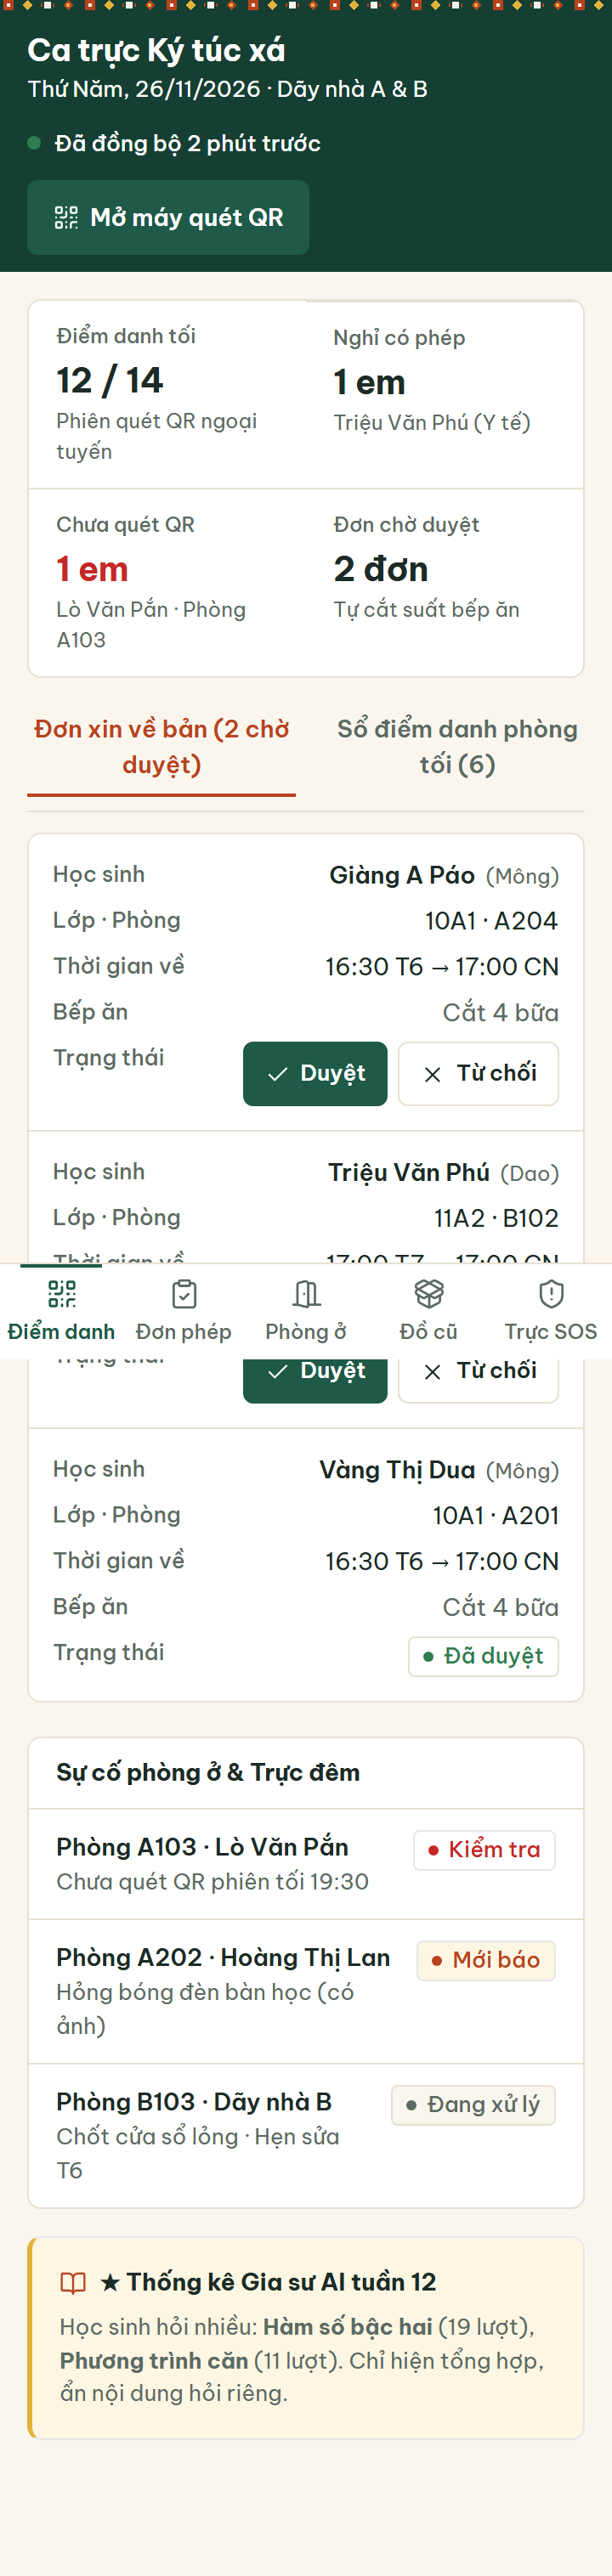 Ca trực Ký túc xá
Thứ Năm, 26/11/2026 · Dãy nhà A & B
Đã đồng bộ 2 phút trước
Mở máy quét QR
Điểm danh tối
12 / 14
Phiên quét QR ngoại
tuyến
Nghỉ có phép
1 em
Triệu Văn Phú (Y tế)
Chưa quét QR
1 em
Lò Văn Pắn · Phòng
A103
Đơn chờ duyệt
2 đơn
Tự cắt suất bếp ăn
Đơn xin về bản (2 chờ
duyệt)
Sổ điểm danh phòng
tối (6)
Học sinh Giàng A Páo (Mông)
Lớp · Phòng 10A1 · A204
Thời gian về 16:30 T6 → 17:00 CN
Bếp ăn Cắt 4 bữa
Trạng thái Duyệt Từ chối
Học sinh Triệu Văn Phú (Dao)
Lớp · Phòng 11A2 · B102
Thời gian về 17:00 T7 → 17:00 CN
Điểm danh Đơn phép Phòng ở Đồ cũ Trực SOS
Trạng thái Duyệt Từ chối
Học sinh Vàng Thị Dua (Mông)
Lớp · Phòng 10A1 · A201
Thời gian về 16:30 T6 → 17:00 CN
Bếp ăn Cắt 4 bữa
Trạng thái Đã duyệt
Sự cố phòng ở & Trực đêm
Phòng A103 · Lò Văn Pắn Kiểm tra
Chưa quét QR phiên tối 19:30
Phòng A202 · Hoàng Thị Lan Mới báo
Hỏng bóng đèn bàn học (có
ảnh)
Phòng B103 · Dãy nhà B Đang xử lý
Chốt cửa sổ lỏng · Hẹn sửa
T6
★ Thống kê Gia sư AI tuần 12
Học sinh hỏi nhiều: Hàm số bậc hai (19 lượt),
Phương trình căn (11 lượt). Chỉ hiện tổng hợp,
ẩn nội dung hỏi riêng.